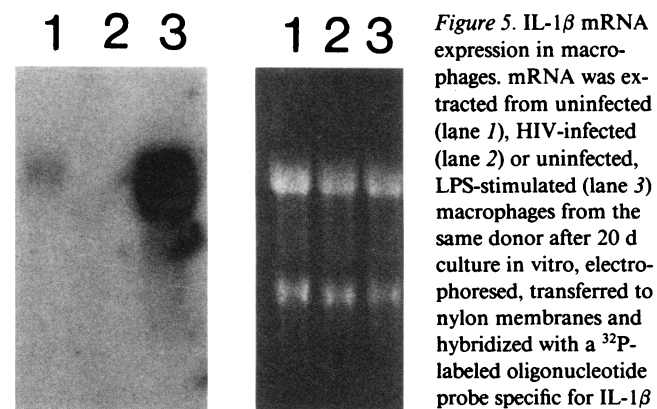 1 2 3
1 2 3
Figure 5. IL-1β mRNA
expression in macro-
phages. mRNA was ex-
tracted from uninfected
(lane 1), HIV-infected
(lane 2) or uninfected,
LPS-stimulated (lane 3)
macrophages from the
same donor after 20 d
culture in vitro, electro-
phoresed, transferred to
nylon membranes and
hybridized with a ³²P-
labeled oligonucleotide
probe specific for IL-1β